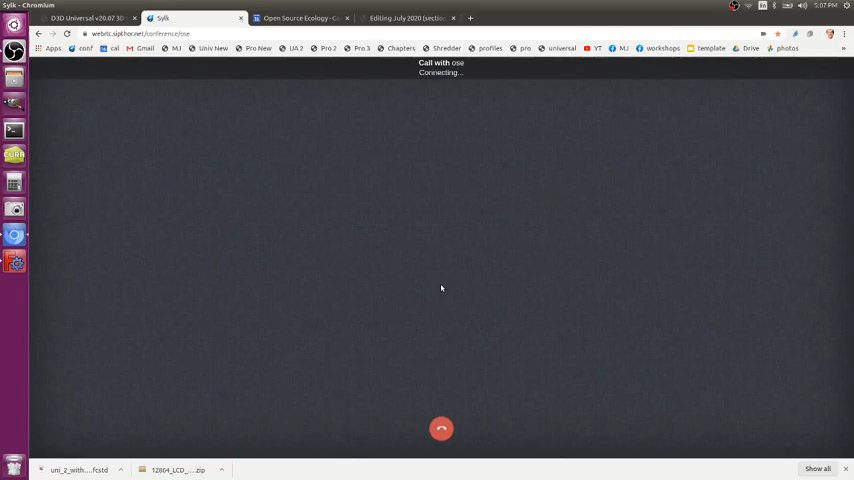 Sylk - Chromium
En
5:07 PM
D3D Universal v20.07 3D
Sylk
Open Source Ecology - Ca
Editing July 2020 (section
webrtc.sipthor.net/conference/ose
Apps conf cal Gmail Univ New Pro New UA 2 Pro 2 Pro 3 Chapters Shredder profiles pro universal YT MJ workshops template Drive photos
Call with ose
Connecting...
CURA
uni_2_with....fcstd
12864_LCD_....zip
Show all